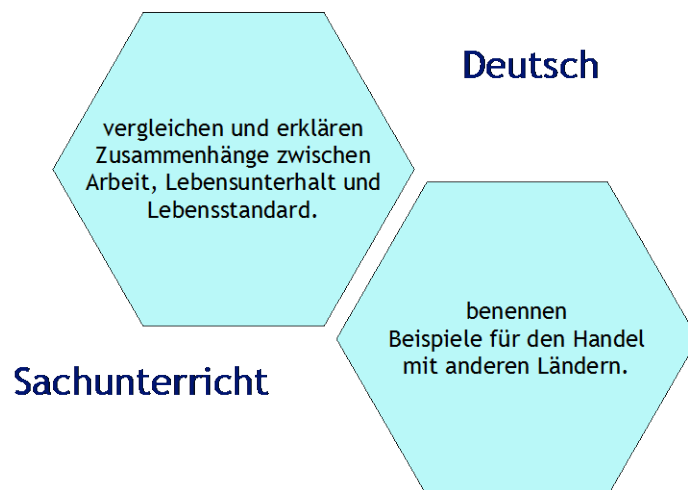 Deutsch
vergleichen und erklären
Zusammenhänge zwischen
Arbeit, Lebensunterhalt und
Lebensstandard.
benennen
Beispiele für den Handel
mit anderen Ländern.
Sachunterricht